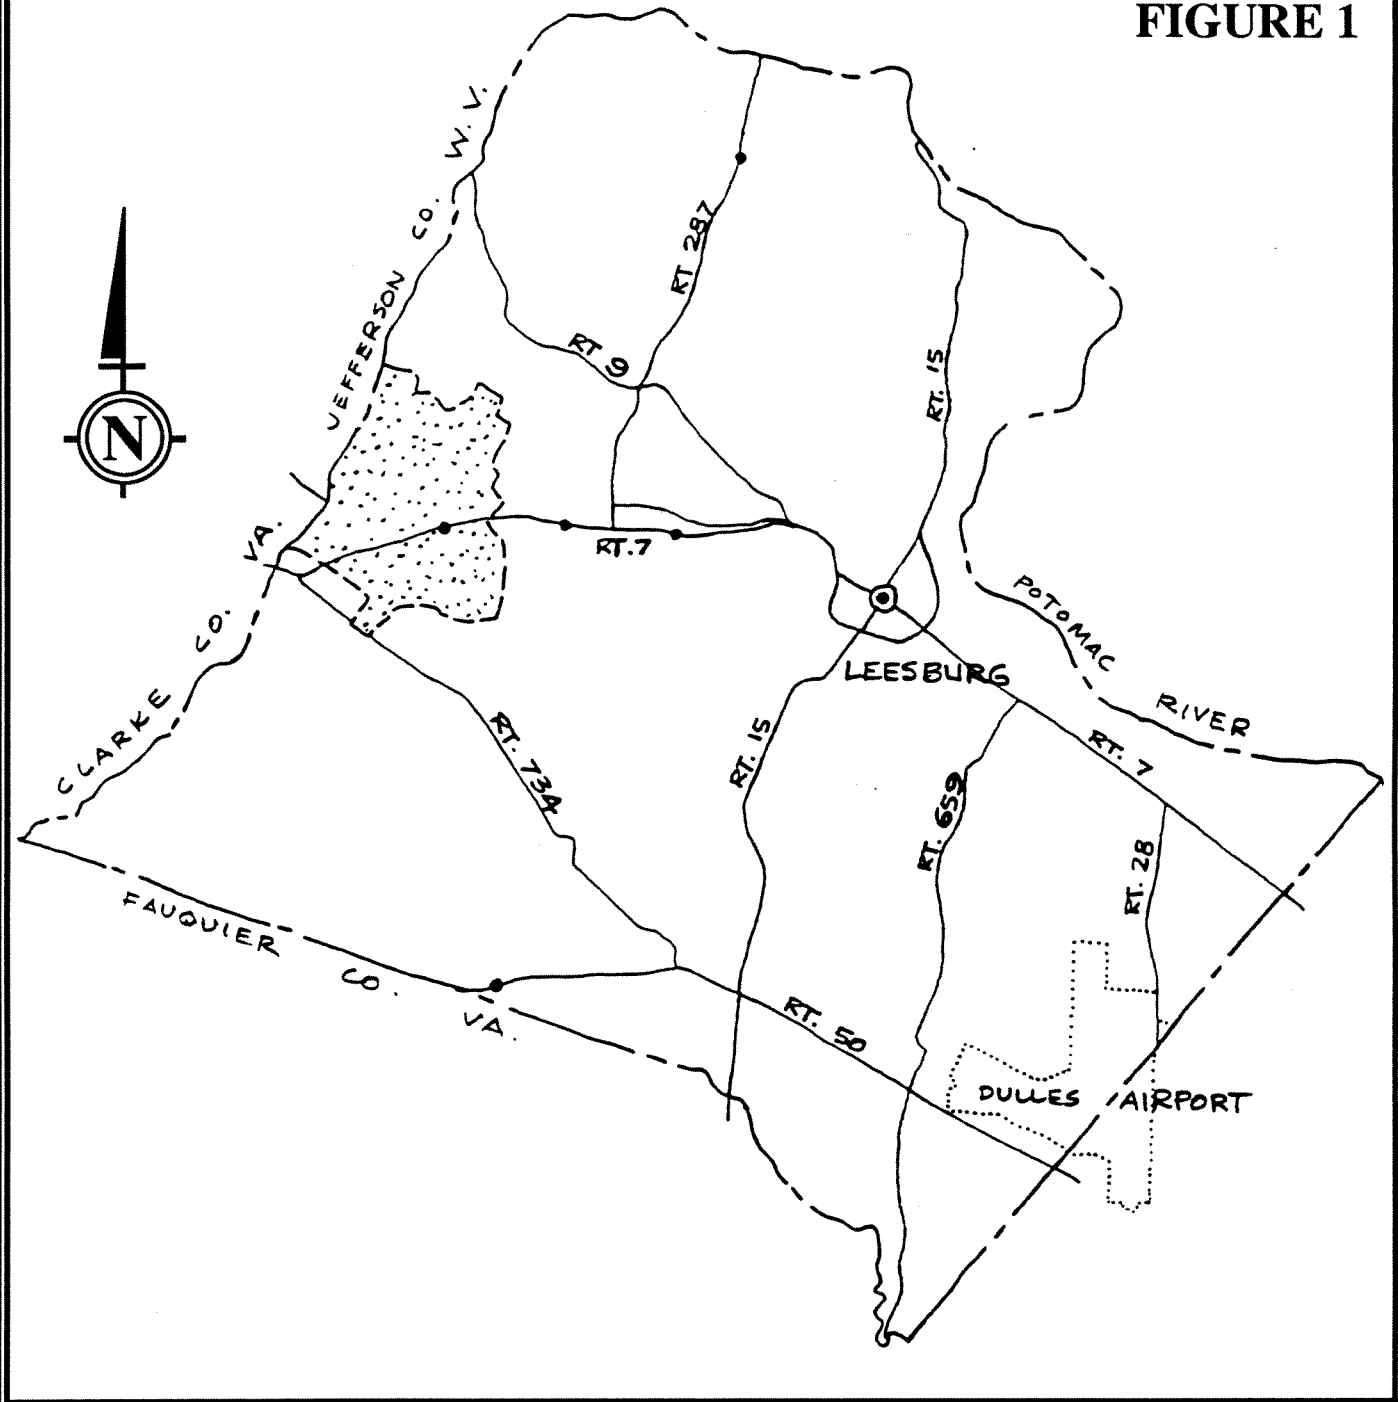 FIGURE 1
W. V.
JEFFERSON CO.
RT 287
RT 9
RT. 15
N
VA.
RT. 7
CLARKE CO.
POTOMAC RIVER
LEESBURG
RT. 734
RT. 15
RT. 659
RT. 7
RT. 28
FAUQUIER CO.
VA.
RT. 50
DULLES AIRPORT